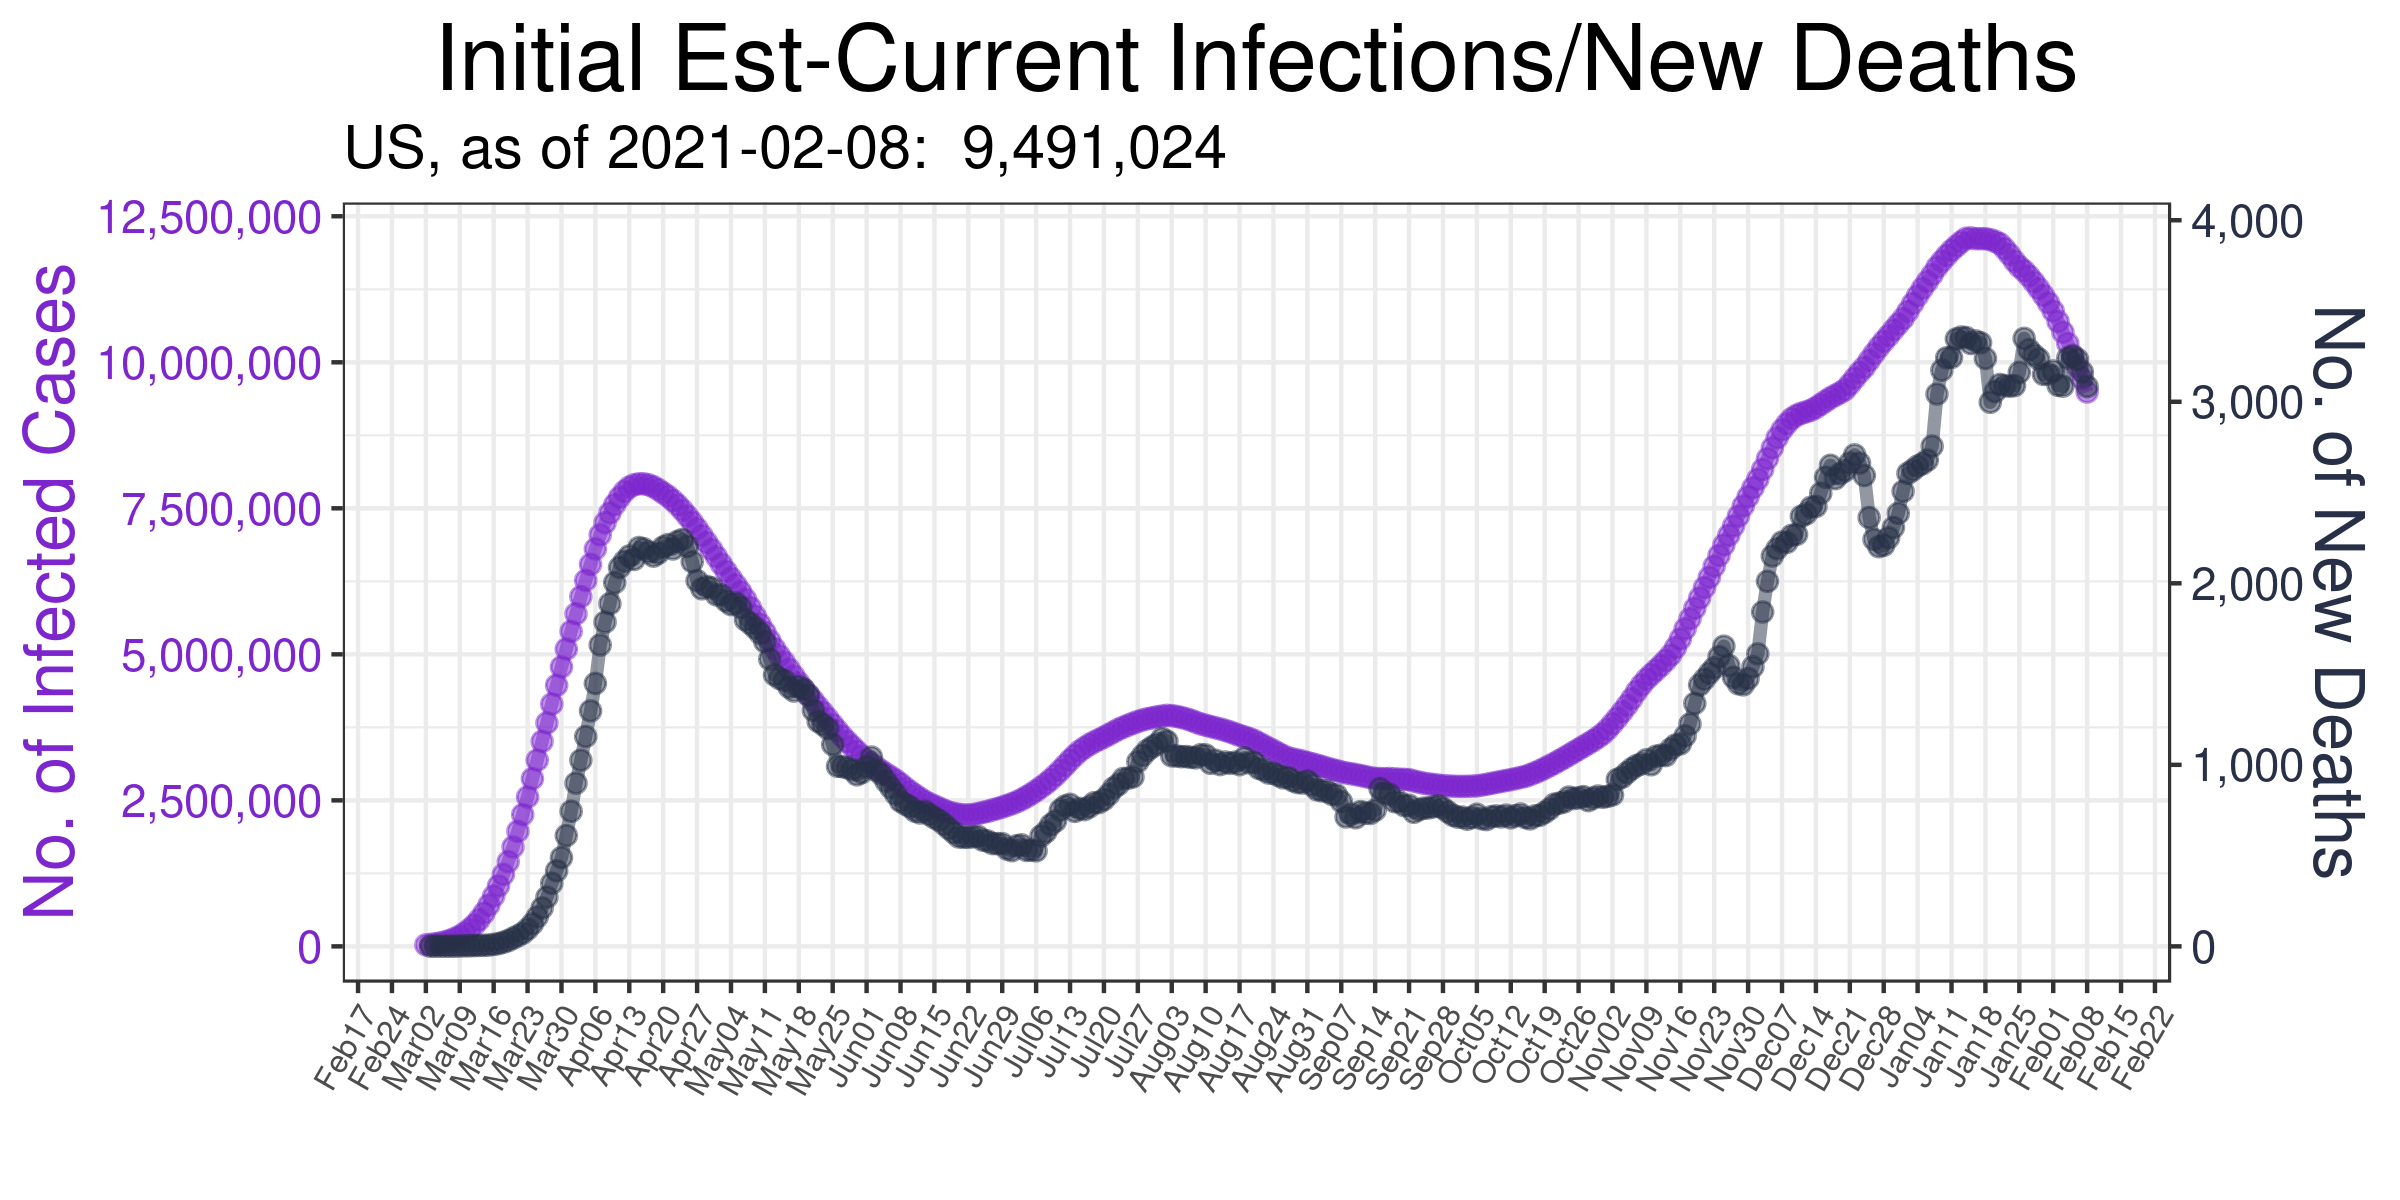 Initial Est-Current Infections/New Deaths
US, as of 2021-02-08:  9,491,024
No. of Infected Cases
12,500,000
10,000,000
7,500,000
5,000,000
2,500,000
0
4,000
3,000
2,000
1,000
0
No. of New Deaths
Feb17
Feb24
Mar02
Mar09
Mar16
Mar23
Mar30
Apr06
Apr13
Apr20
Apr27
May04
May11
May18
May25
Jun01
Jun08
Jun15
Jun22
Jun29
Jul06
Jul13
Jul20
Jul27
Aug03
Aug10
Aug17
Aug24
Aug31
Sep07
Sep14
Sep21
Sep28
Oct05
Oct12
Oct19
Oct26
Nov02
Nov09
Nov16
Nov23
Nov30
Dec07
Dec14
Dec21
Dec28
Jan04
Jan11
Jan18
Jan25
Feb01
Feb08
Feb15
Feb22